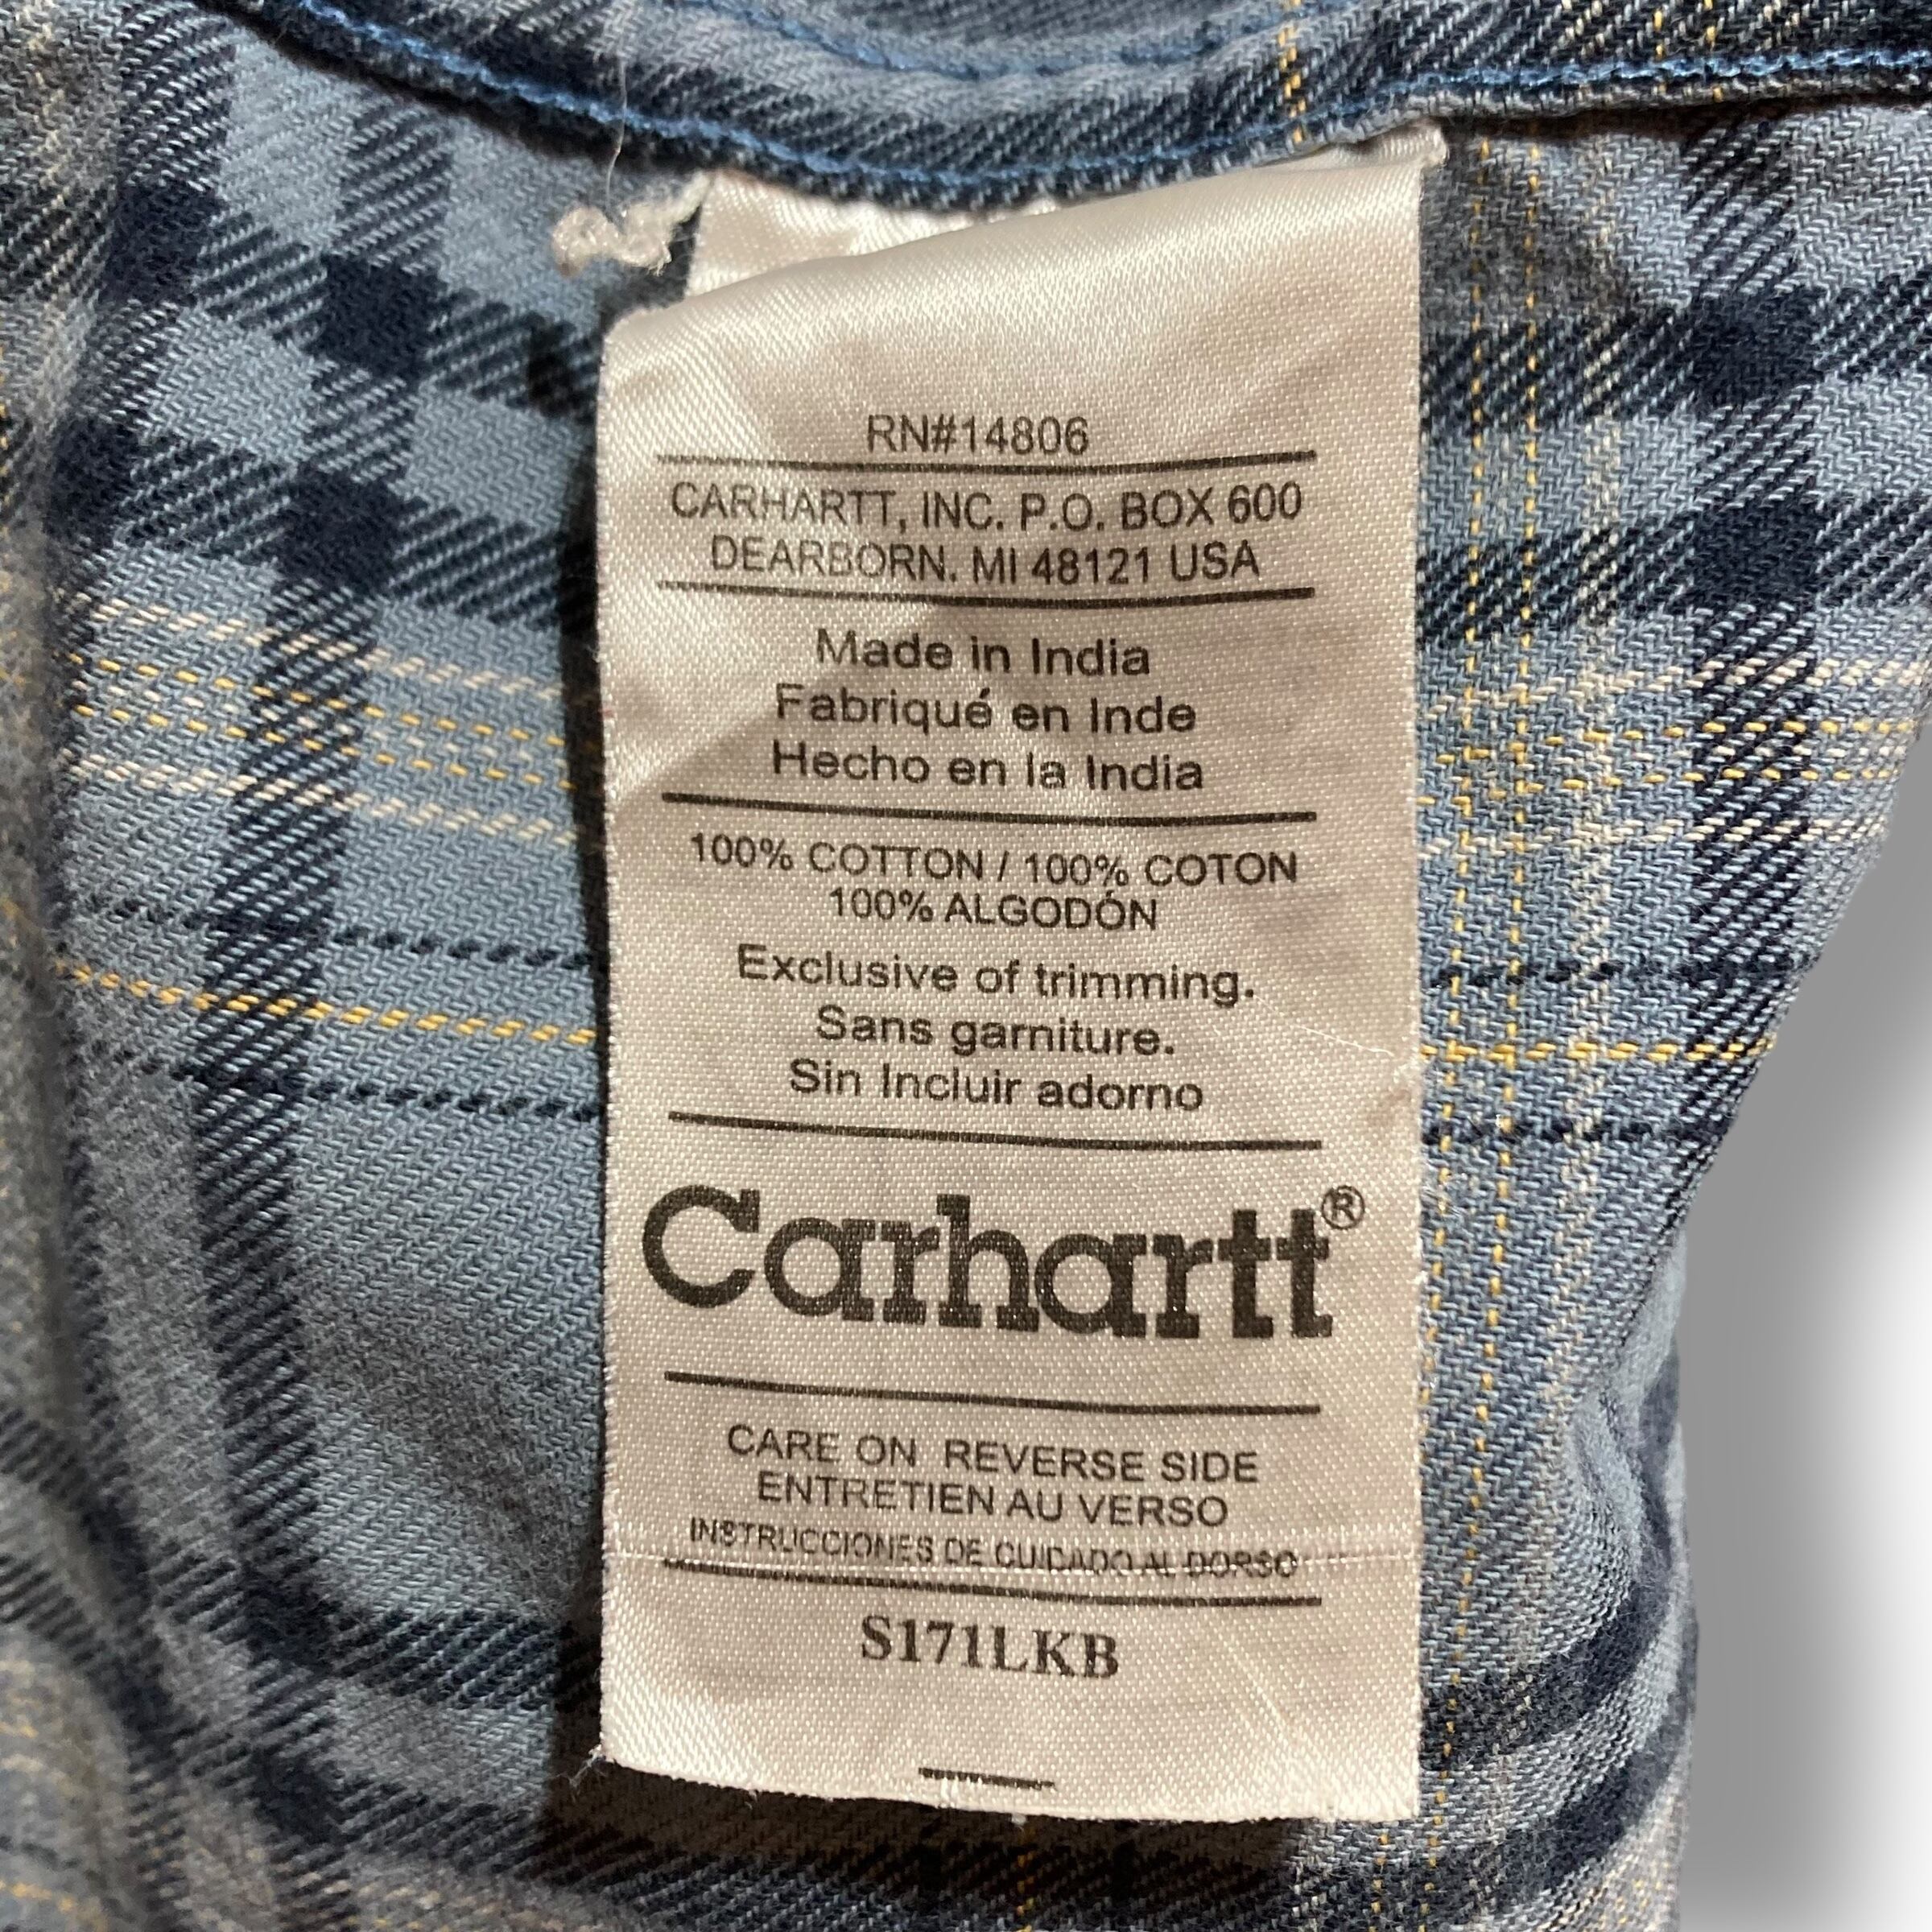 RN#14806
CARHARTT, INC. P.O. BOX 600
DEARBORN. MI 48121 USA
Made in India
Fabriqué en Inde
Hecho en la India
100% COTTON / 100% COTON
100% ALGODÓN
Exclusive of trimming.
Sans garniture.
Sin Incluir adorno
Carhartt®
CARE ON REVERSE SIDE
ENTRETIEN AU VERSO
INSTRUCCIONES DE CUIDADO AL DORSO
S171LKB